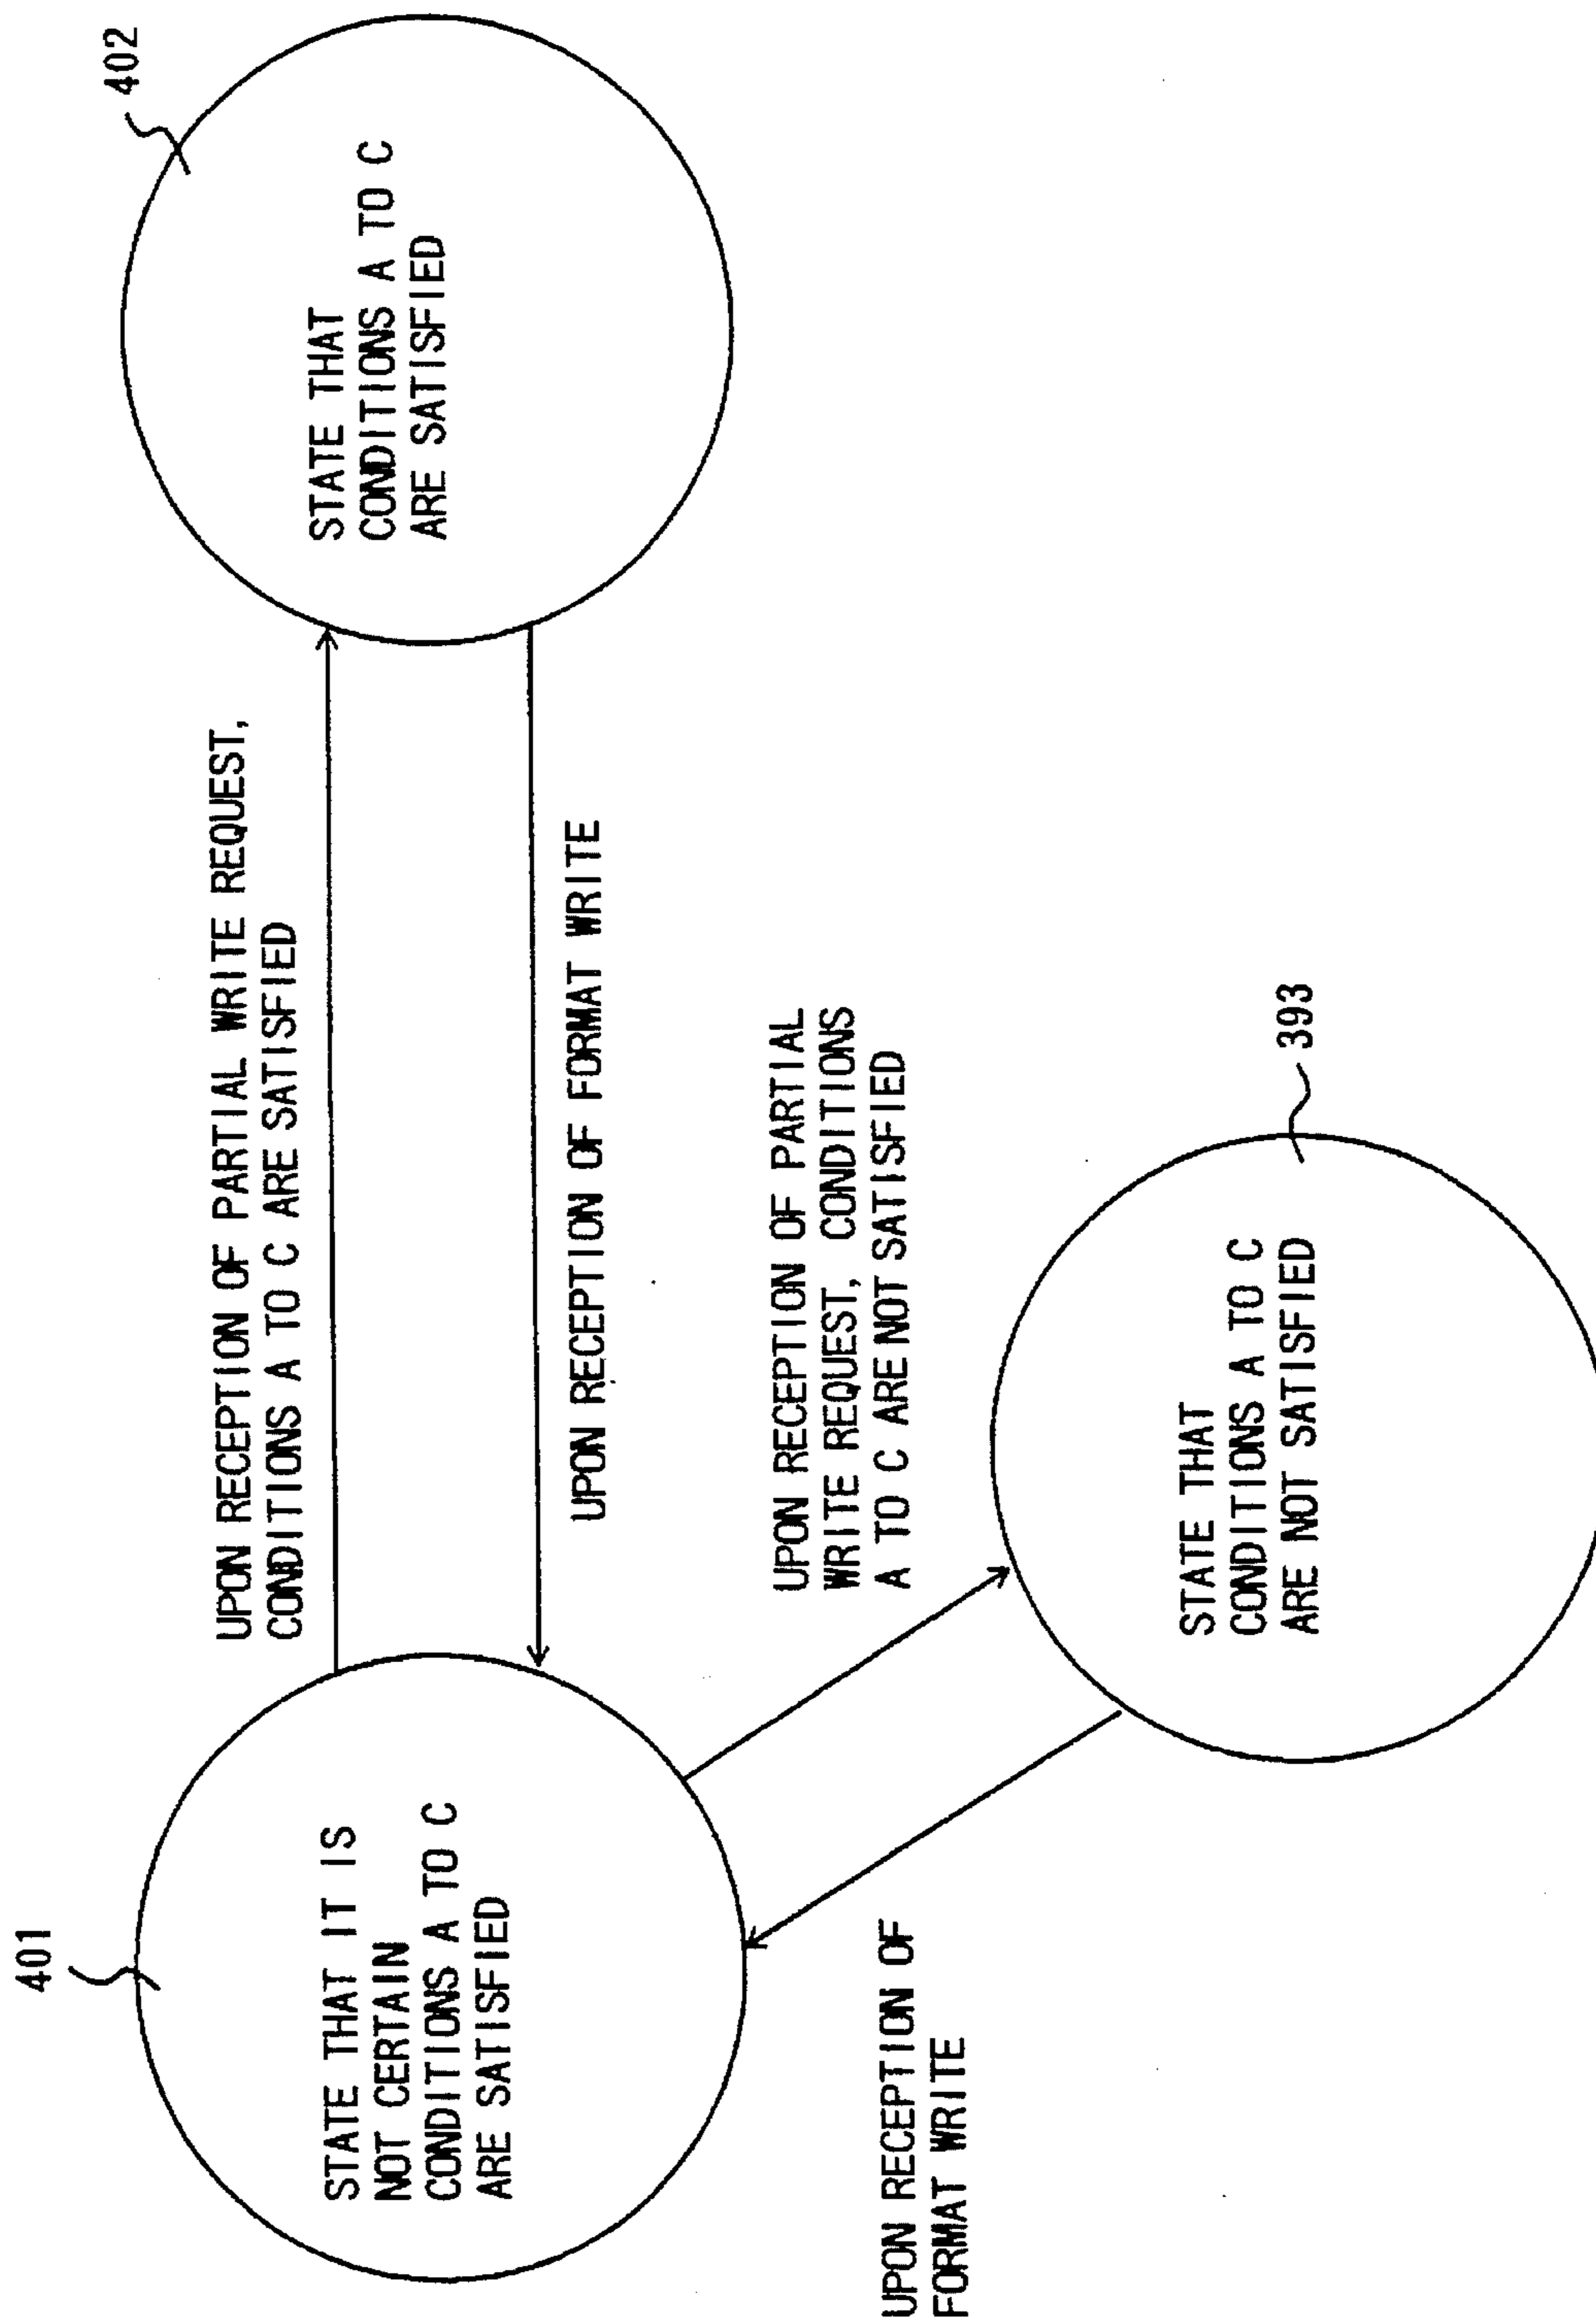 401
STATE THAT IT IS
NOT CERTAIN
CONDITIONS A TO C
ARE SATISFIED
UPON RECEPTION OF PARTIAL WRITE REQUEST,
CONDITIONS A TO C ARE SATISFIED
402
STATE THAT
CONDITIONS A TO C
ARE SATISFIED
UPON RECEPTION OF FORMAT WRITE
UPON RECEPTION OF PARTIAL
WRITE REQUEST, CONDITIONS
A TO C ARE NOT SATISFIED
UPON RECEPTION OF
FORMAT WRITE
393
STATE THAT
CONDITIONS A TO C
ARE NOT SATISFIED